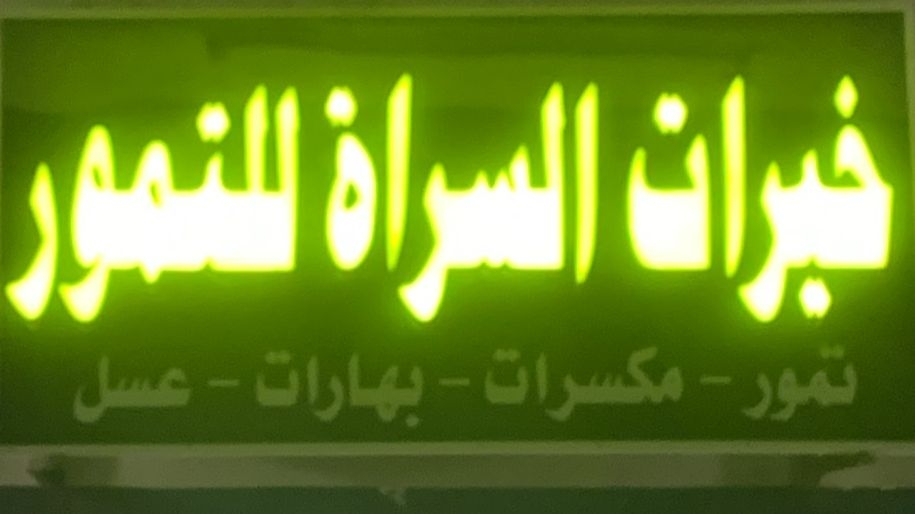 خيرات السراة للتمور
تمور - مكسرات - بهارات - عسل